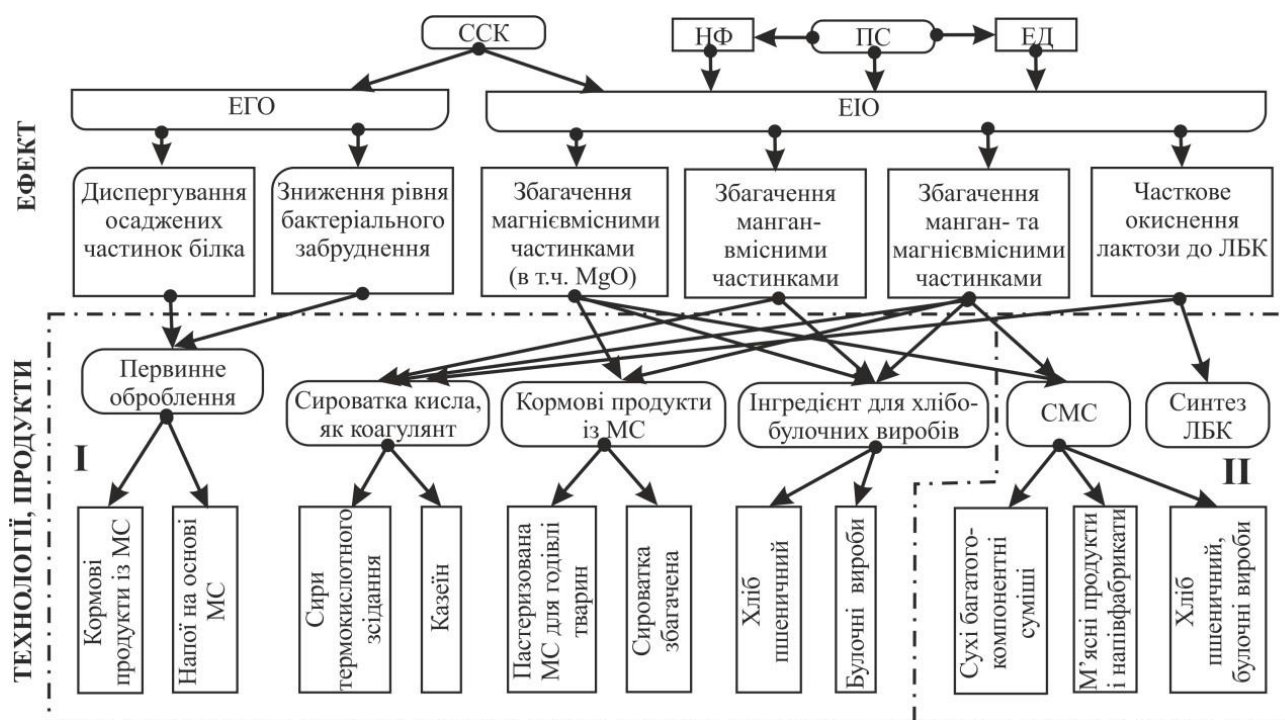 ССК
НФ
ПС
ЕД
ЕГО
ЕІО
ЕФЕКТ
Диспергування
осаджених
частинок білка
Зниження рівня
бактеріального
забруднення
Збагачення
магнієвмісними
частинками
(в т.ч. MgO)
Збагачення
манган-
вмісними
частинками
Збагачення
манган- та
магнієвмісними
частинками
Часткове
окиснення
лактози до ЛБК
ТЕХНОЛОГІЇ, ПРОДУКТИ
Первинне
оброблення
Сироватка кисла,
як коагулянт
Кормові продукти
із МС
Інгредієнт для хлібо-
булочних виробів
СМС
Синтез
ЛБК
I
II
Кормові
продукти із МС
Напої на основі
МС
Сири
термокислотного
зсідання
Казеїн
Пастеризована
МС для годівлі
тварин
Сироватка
збагачена
Хліб
пшеничний
Булочні вироби
Сухі багато-
компонентні
суміші
М’ясні продукти
і напівфабрикати
Хліб
пшеничний,
булочні вироби